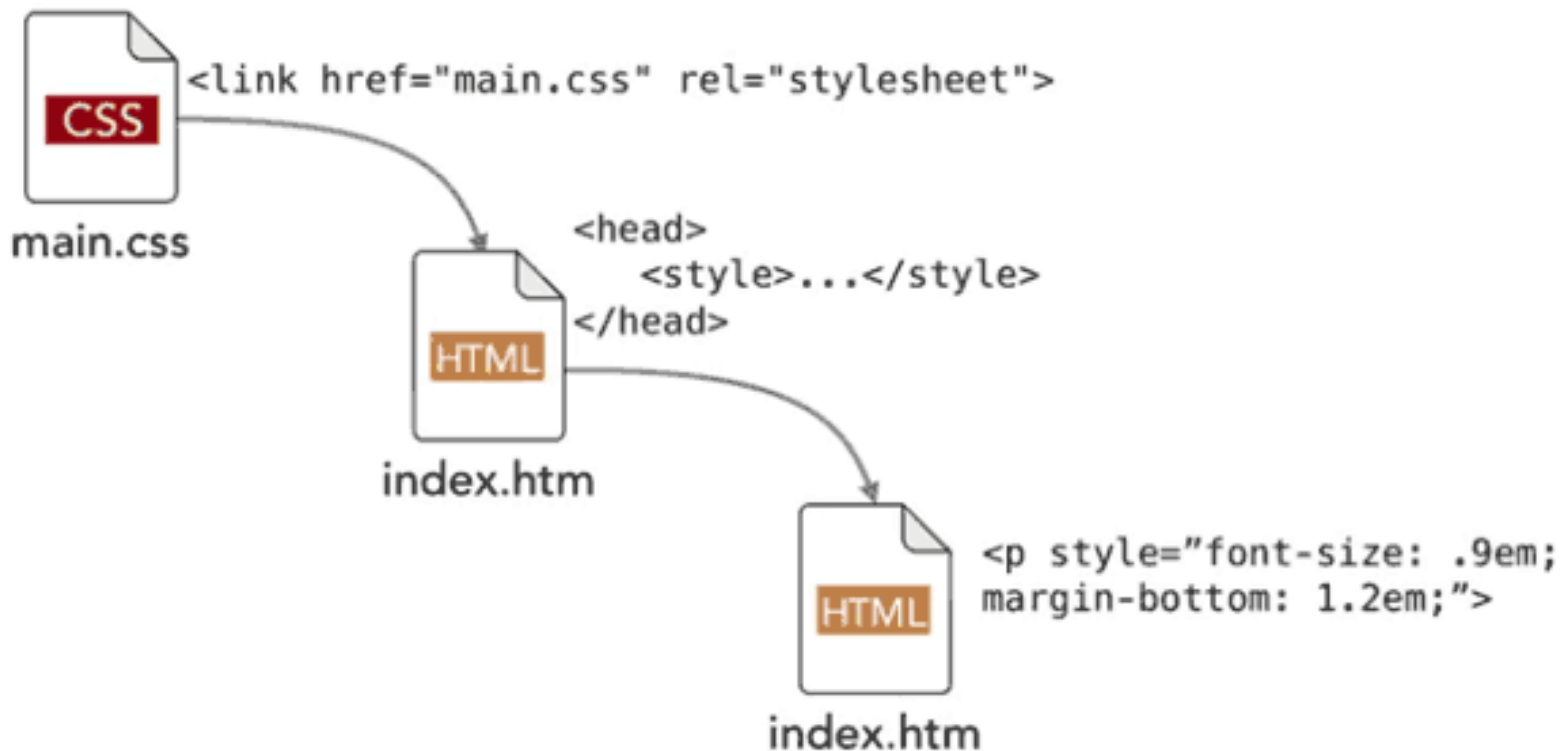 <link href="main.css" rel="stylesheet">
CSS
main.css
<head>
<style>...</style>
</head>
HTML
index.htm
<p style=”font-size: .9em;
margin-bottom: 1.2em;”>
HTML
index.htm